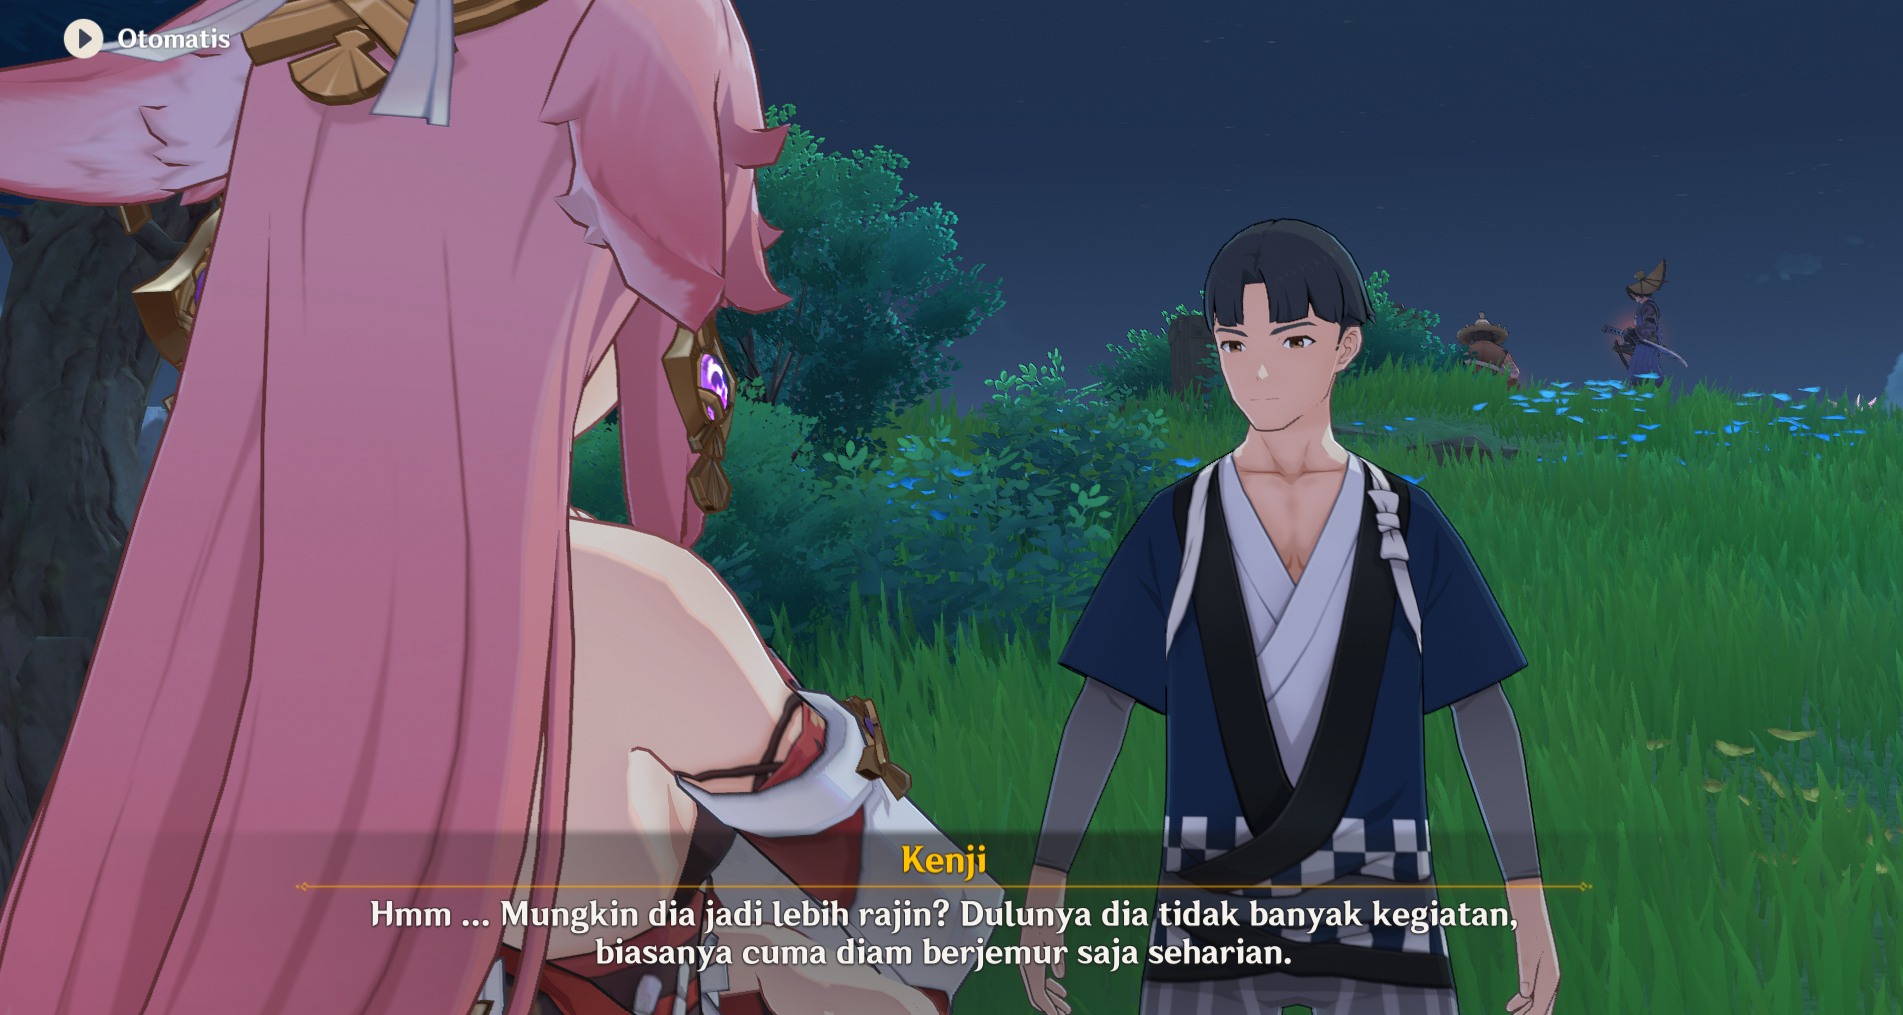 Otomatis
Kenji
Hmm ... Mungkin dia jadi lebih rajin? Dulunya dia tidak banyak kegiatan,
biasanya cuma diam berjemur saja seharian.